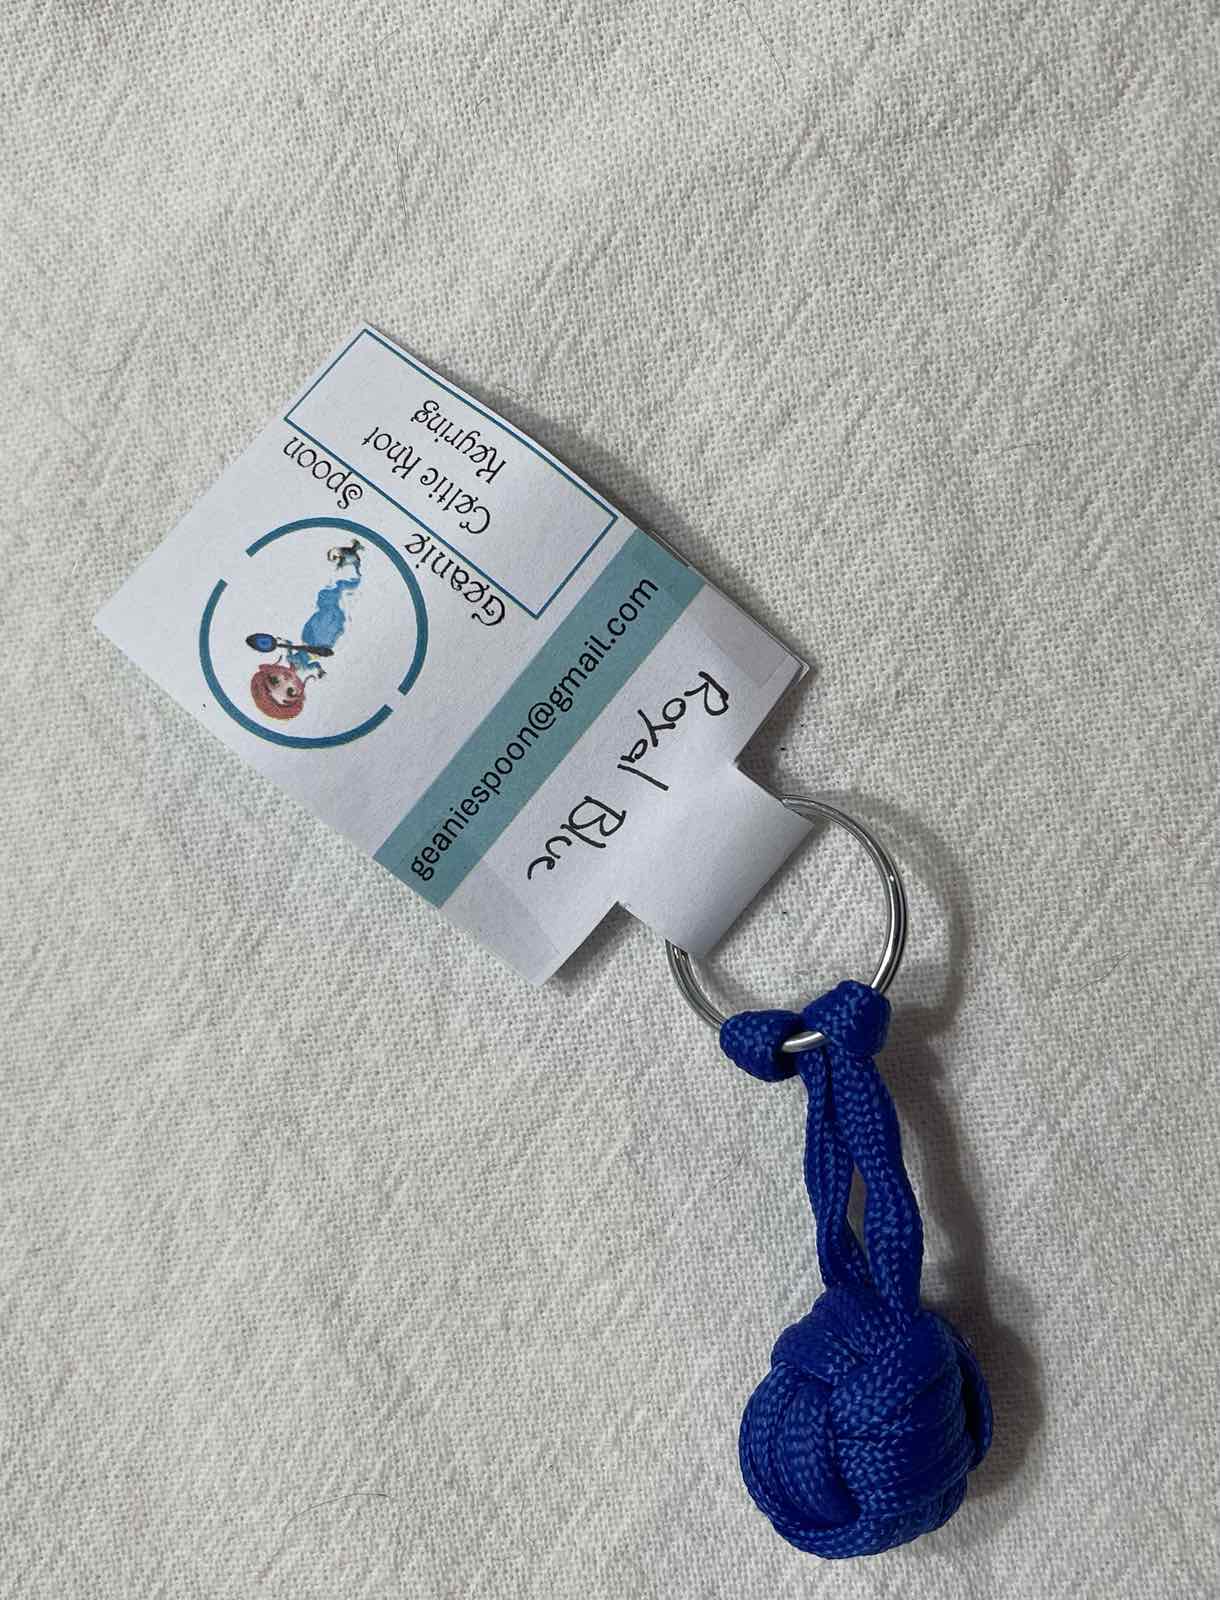 Celtic Knot
Keyring
Geanie
Spoon
geaniespoon@gmail.com
Royal Blue